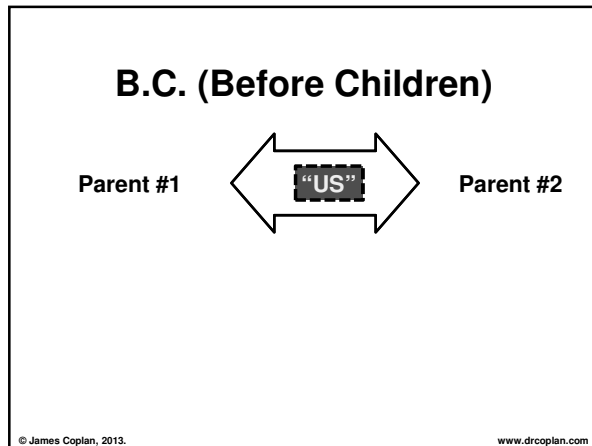 B.C. (Before Children)
Parent #1 “US” Parent #2
© James Coplan, 2013. www.drcoplan.com